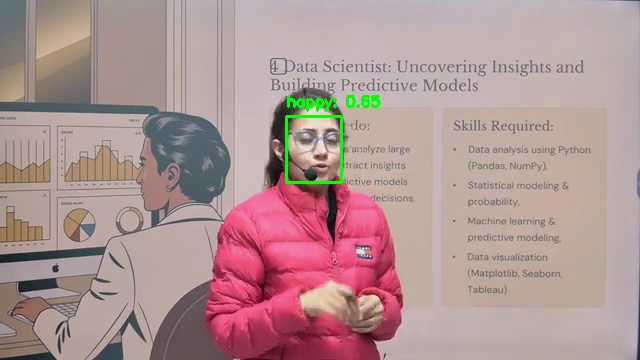 4 Data Scientist: Uncovering Insights and
Building Predictive Models
happy: 0.65
do:
analyze large
extract insights
predictive models
decisions.
Skills Required:
• Data analysis using Python
(Pandas, NumPy),
• Statistical modeling &
probability,
• Machine learning &
predictive modeling,
• Data visualization
(Matplotlib, Seaborn,
Tableau)